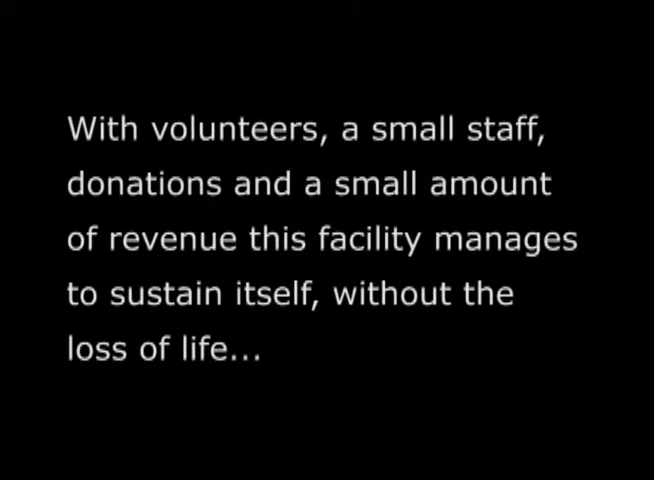 With volunteers, a small staff,
donations and a small amount
of revenue this facility manages
to sustain itself, without the
loss of life...